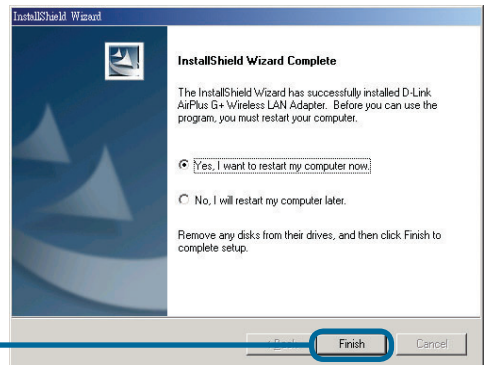 InstallShield Wizard
InstallShield Wizard Complete
The InstallShield Wizard has successfully installed D-Link
AirPlus G+ Wireless LAN Adapter. Before you can use the
program, you must restart your computer.
Yes, I want to restart my computer now.
No, I will restart my computer later.
Remove any disks from their drives, and then click Finish to
complete setup.
Finish
Cancel